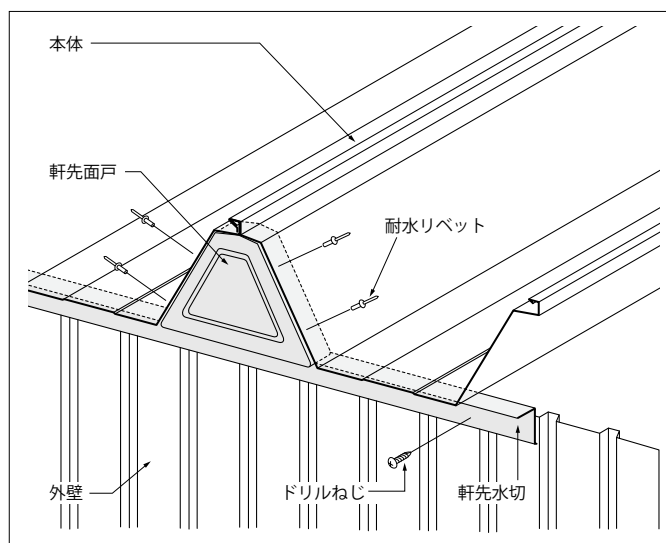 本体
軒先面戸
耐水リベット
外壁
ドリルねじ
軒先水切